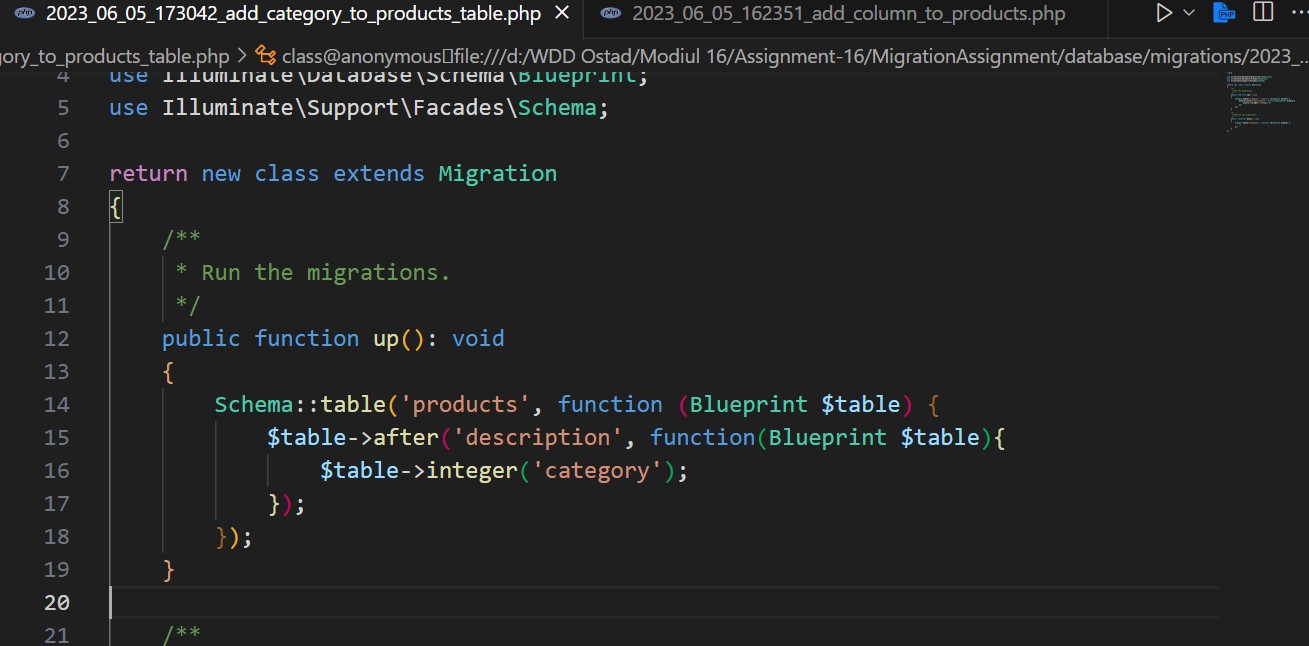 2023_06_05_173042_add_category_to_products_table.php
2023_06_05_162351_add_column_to_products.php
ory_to_products_table.php > class@anonymous file:///d:/WDD Ostad/Modiul 16/Assignment-16/MigrationAssignment/database/migrations/2023_...
4 use Illuminate\Database\Schema\Blueprint;
5 use Illuminate\Support\Facades\Schema;
6
7 return new class extends Migration
8 {
9 /**
10 * Run the migrations.
11 */
12 public function up(): void
13 {
14 Schema::table('products', function (Blueprint $table) {
15 $table->after('description', function(Blueprint $table){
16 $table->integer('category');
17 });
18 });
19 }
20
21 /**